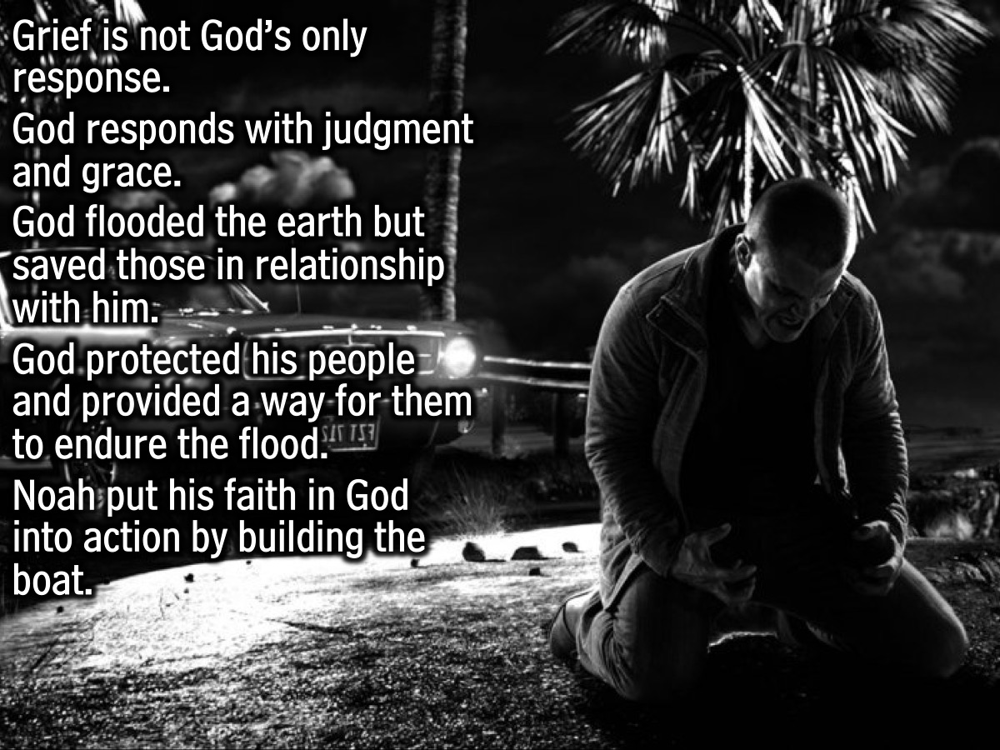 Grief is not God’s only
response.
God responds with judgment
and grace.
God flooded the earth but
saved those in relationship
with him.
God protected his people
and provided a way for them
to endure the flood.
Noah put his faith in God
into action by building the
boat.